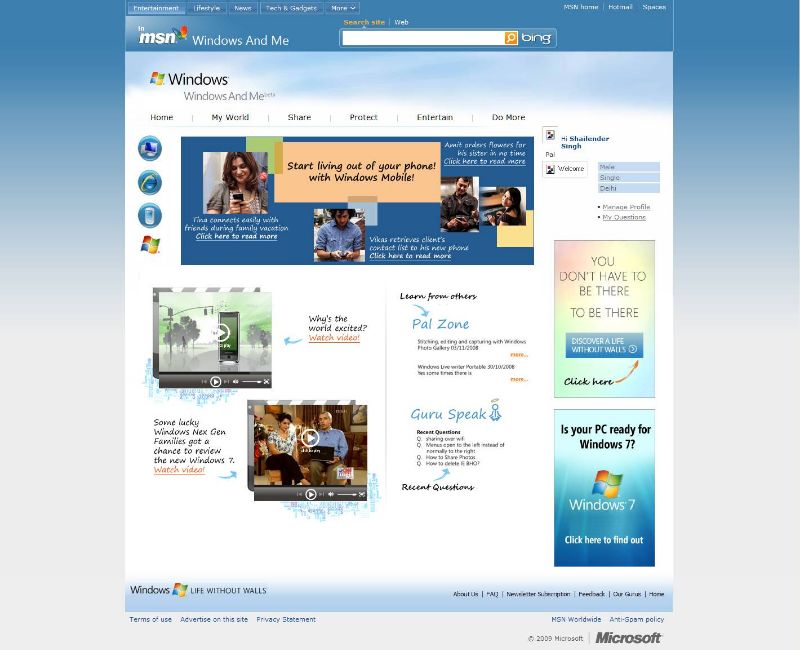 Entertainment Lifestyle News Tech & Gadgets More
MSN home Hotmail Spaces
Search site Web
in
msn Windows And Me
bing
Windows
Windows And Me beta
Home My World Share Protect Entertain Do More
Hi Shailender
Singh
Pal
Welcome
Male
Single
Delhi
• Manage Profile
• My Questions
Start living out of your phone!
with Windows Mobile!
Amit orders flowers for
his sister in no time
Click here to read more
Tina connects easily with
friends during family vacation
Click here to read more
Vikas retrieves client's
contact list to his new phone
Click here to read more
YOU
DON'T HAVE TO
BE THERE
TO BE THERE
DISCOVER A LIFE
WITHOUT WALLS
Click here
Why's the
world excited?
Watch video!
Learn from others
Pal Zone
Stitching, editing and capturing with Windows
Photo Gallery 03/11/2008
more...
Windows Live writer Portable 30/10/2008
Yes some times there is
more...
Some lucky
Windows Nex Gen
Families got a
chance to review
the new Windows 7.
Watch video!
Guru Speak
Recent Questions
Q. sharing over wifi
Q. Menus open to the left instead of
normally to the right
Q. How to Share Photos
Q. How to delete IE BHO?
Recent Questions
Is your PC ready for
Windows 7?
Windows 7
Click here to find out
Windows LIFE WITHOUT WALLS
About Us | FAQ | Newsletter Subscription | Feedback | Our Gurus | Home
Terms of use Advertise on this site Privacy Statement
MSN Worldwide Anti-Spam policy
© 2009 Microsoft Microsoft